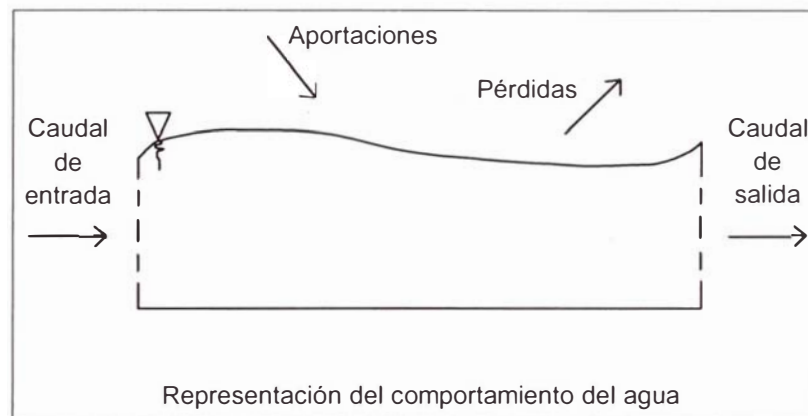 Aportaciones
Pérdidas
Caudal
de
entrada
Caudal
de
salida
Representación del comportamiento del agua